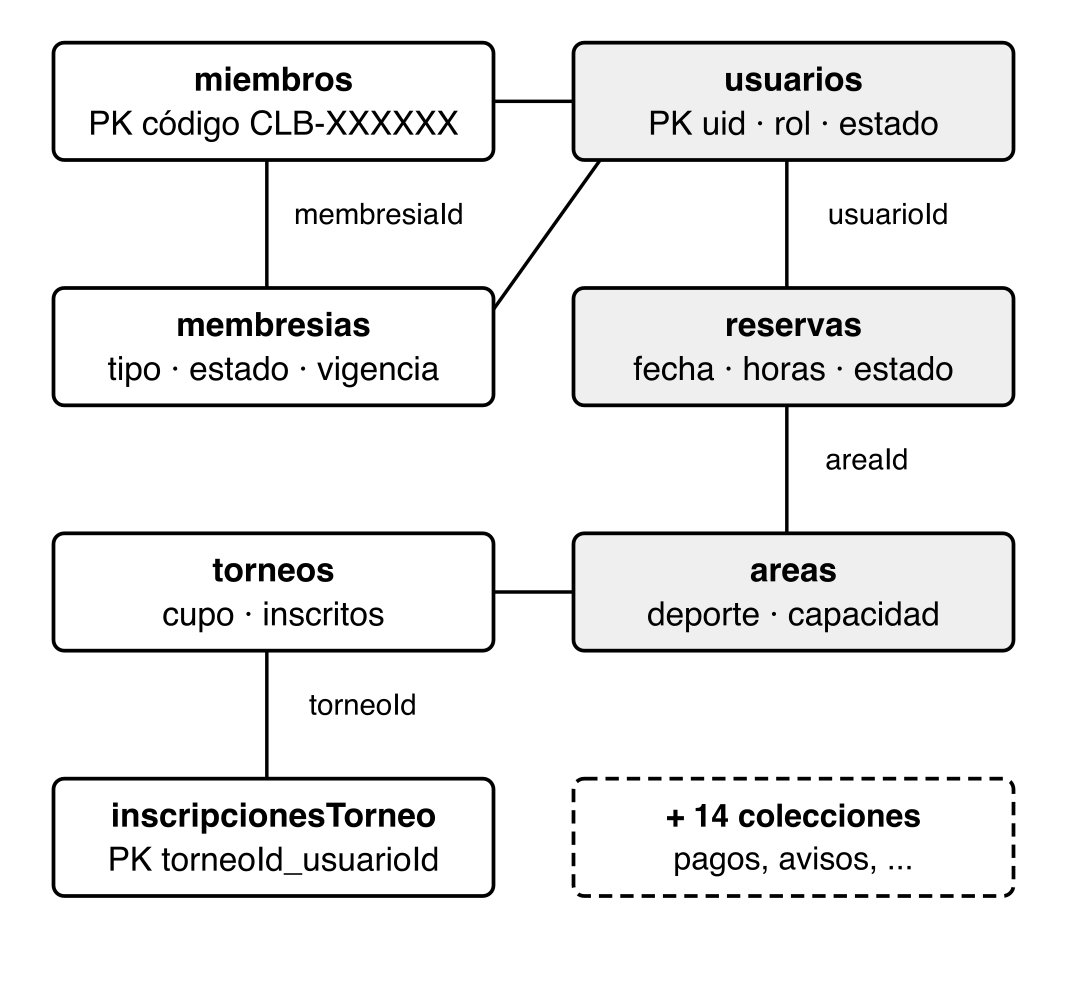 miembros
PK código CLB-XXXXXX
usuarios
PK uid · rol · estado
membresiaId
usuarioId
membresias
tipo · estado · vigencia
reservas
fecha · horas · estado
areaId
torneos
cupo · inscritos
areas
deporte · capacidad
torneoId
inscripcionesTorneo
PK torneoId_usuarioId
+ 14 colecciones
pagos, avisos, ...